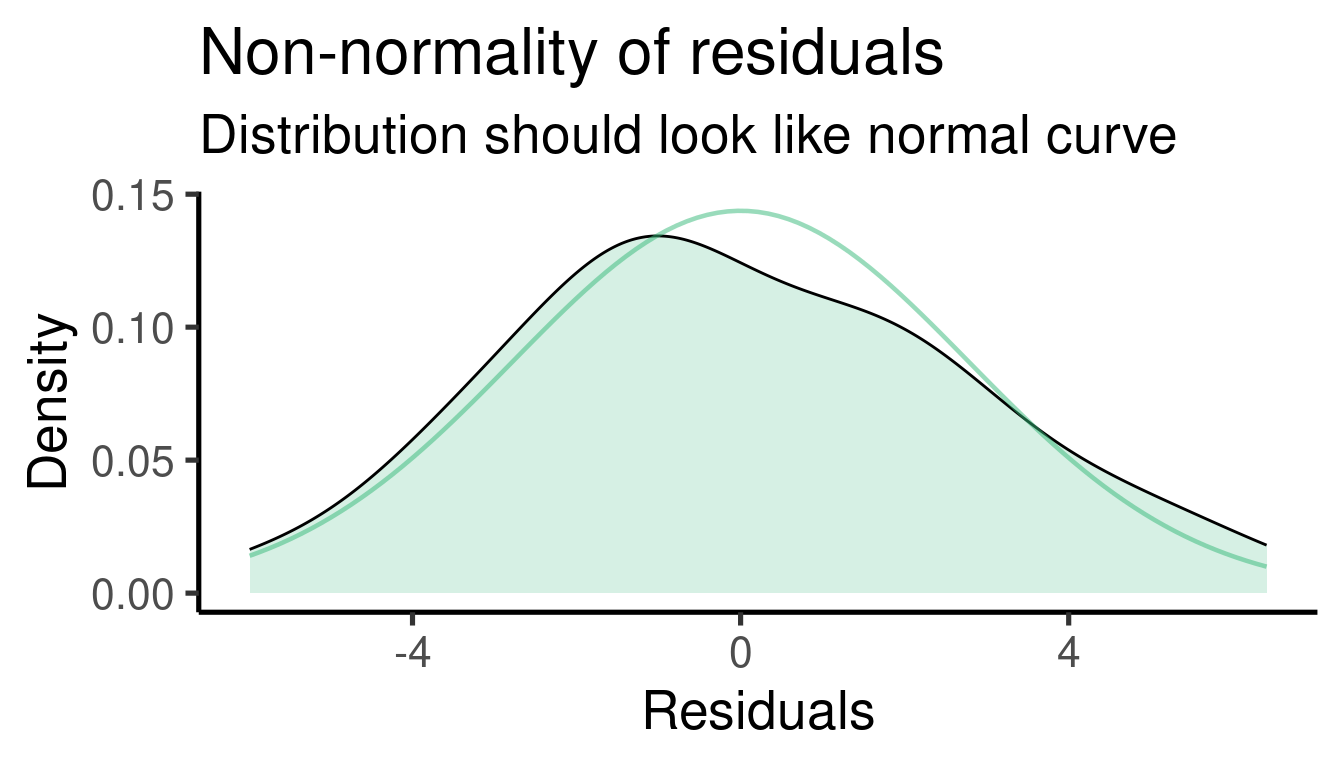 Non-normality of residuals
Distribution should look like normal curve
0.15
0.10
0.05
0.00
Density
-4 0 4
Residuals